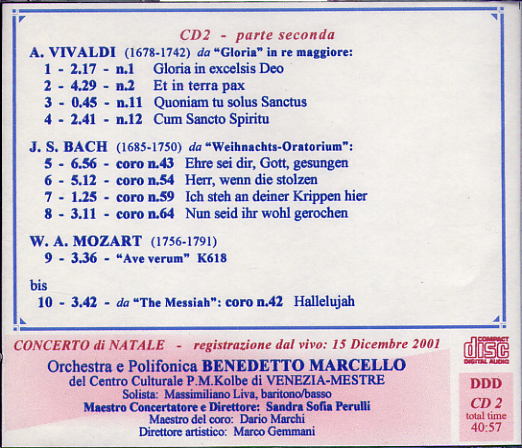 CD2 - parte seconda
A. VIVALDI (1678-1742) da "Gloria" in re maggiore:
1 - 2.17 - n.1 Gloria in excelsis Deo
2 - 4.29 - n.2 Et in terra pax
3 - 0.45 - n.11 Quoniam tu solus Sanctus
4 - 2.41 - n.12 Cum Sancto Spiritu
J. S. BACH (1685-1750) da "Weihnachts-Oratorium":
5 - 6.56 - coro n.43 Ehre sei dir, Gott, gesungen
6 - 5.12 - coro n.54 Herr, wenn die stolzen
7 - 1.25 - coro n.59 Ich steh an deiner Krippen hier
8 - 3.11 - coro n.64 Nun seid ihr wohl gerochen
W. A. MOZART (1756-1791)
9 - 3.36 - "Ave verum" K618
bis
10 - 3.42 - da "The Messiah": coro n.42 Hallelujah
CONCERTO di NATALE - registrazione dal vivo: 15 Dicembre 2001
Orchestra e Polifonica BENEDETTO MARCELLO
del Centro Culturale P.M.Kolbe di VENEZIA-MESTRE
Solista: Massimiliano Liva, baritono/basso
Maestro Concertatore e Direttore: Sandra Sofia Perulli
Maestro del coro: Dario Marchi
Direttore artistico: Marco Gemmani
COMPACT
disc
DIGITAL AUDIO
DDD
CD 2
total time
40:57